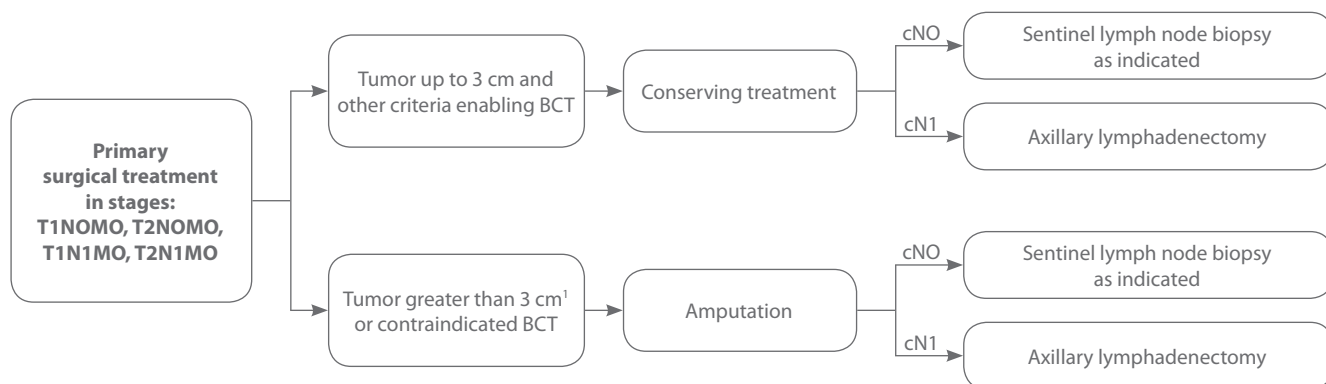 Primary
surgical treatment
in stages:
T1NOMO, T2NOMO,
T1N1MO, T2N1MO
Tumor up to 3 cm and
other criteria enabling BCT
Conserving treatment
cNO
Sentinel lymph node biopsy
as indicated
cN1
Axillary lymphadenectomy
Tumor greater than 3 cm¹
or contraindicated BCT
Amputation
cNO
Sentinel lymph node biopsy
as indicated
cN1
Axillary lymphadenectomy